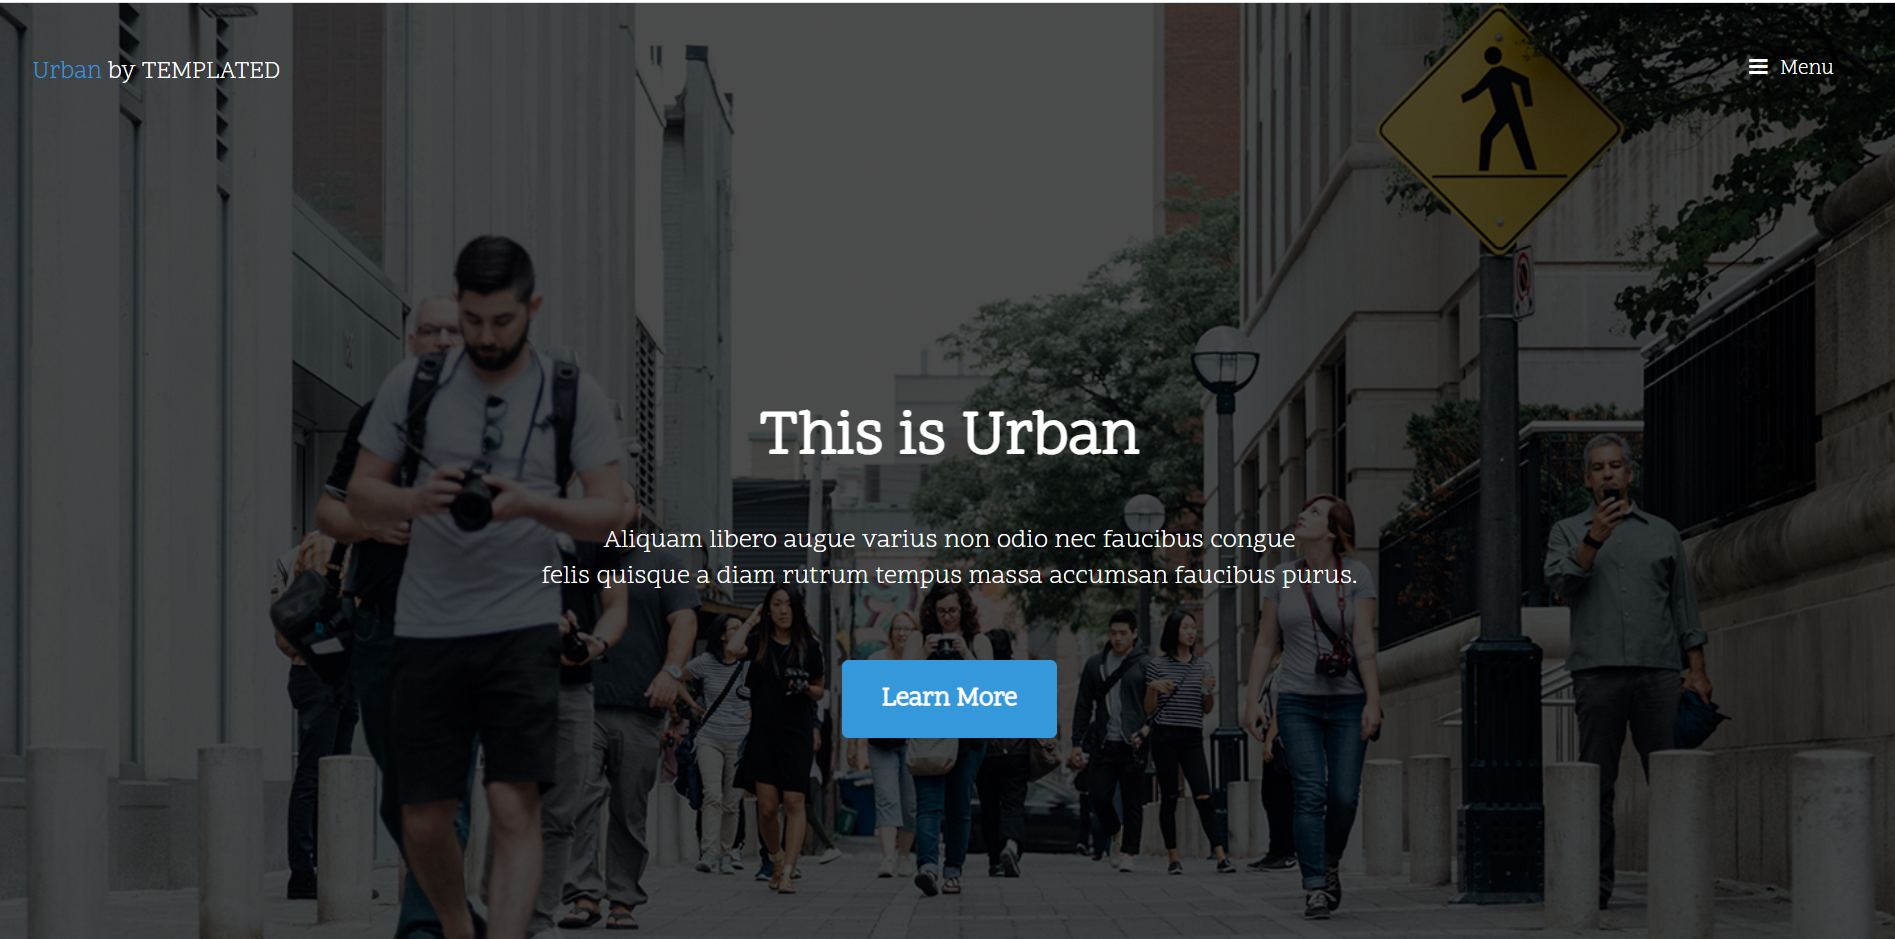 Urban by TEMPLATED
Menu
This is Urban
Aliquam libero augue varius non odio nec faucibus congue
felis quisque a diam rutrum tempus massa accumsan faucibus purus.
Learn More